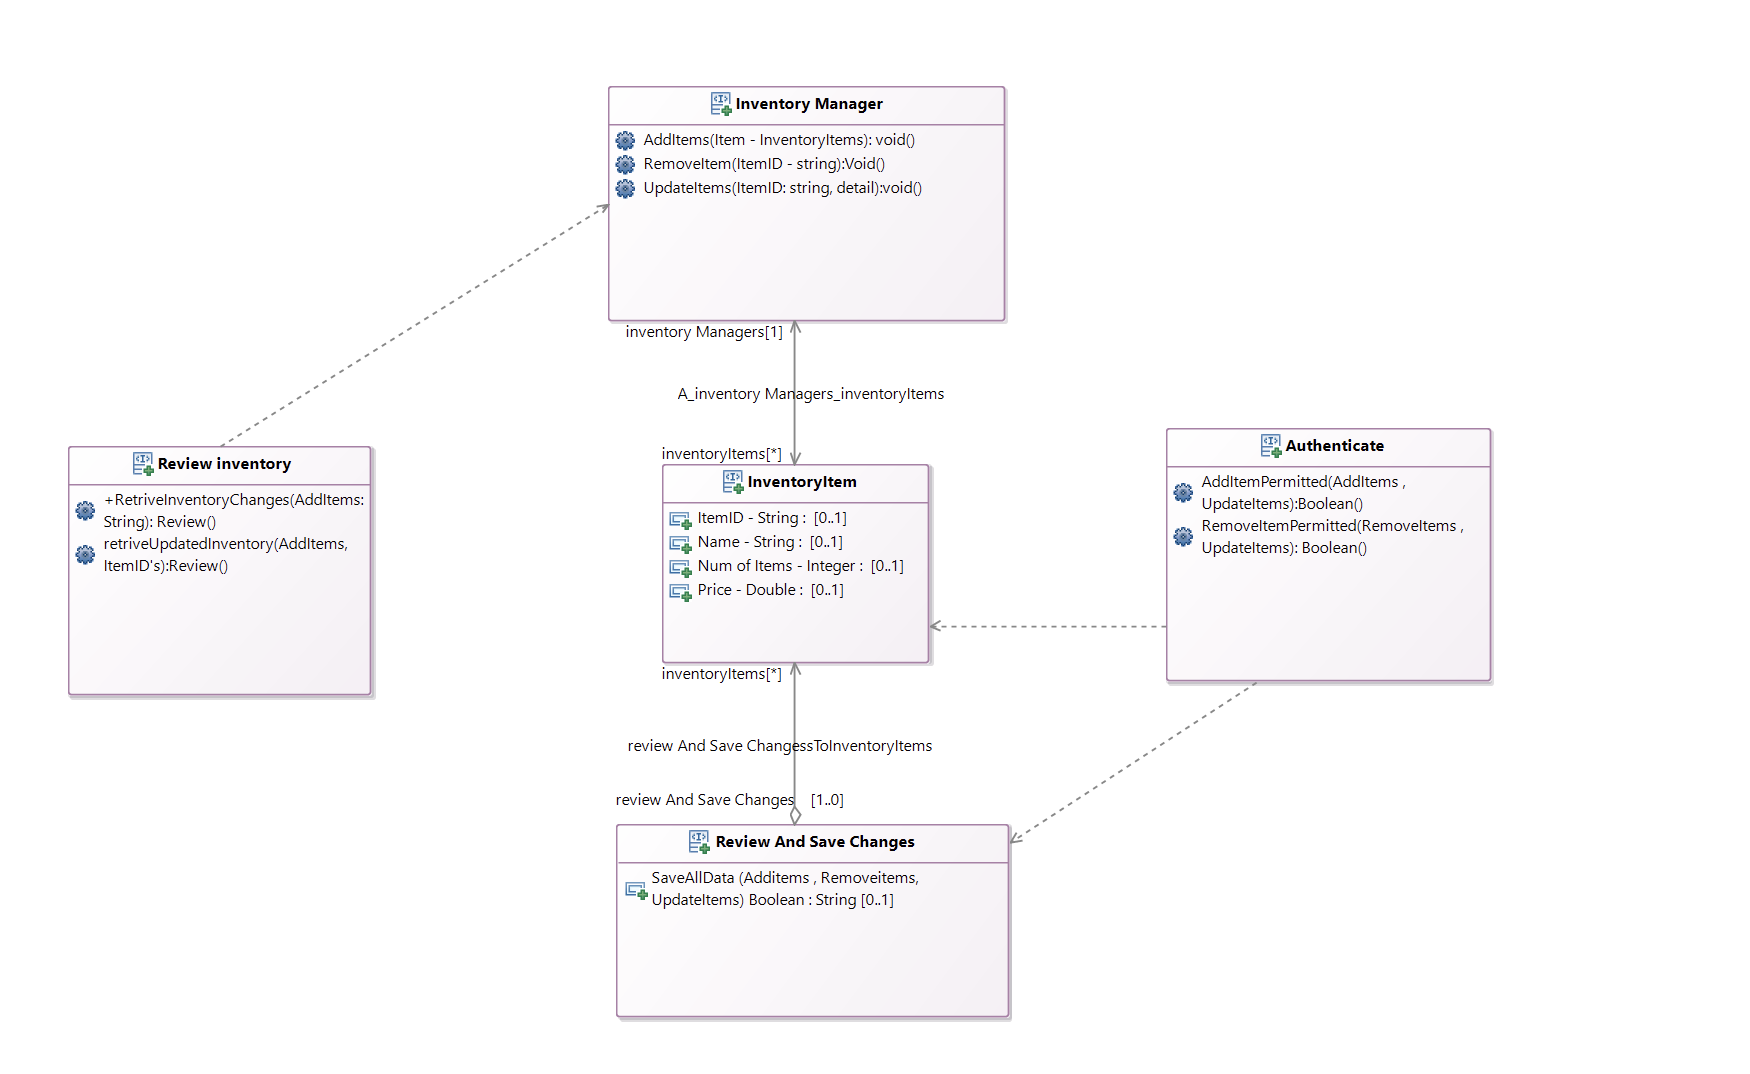 Inventory Manager
AddItems(Item - InventoryItems): void()
RemoveItem(ItemID - string):Void()
UpdateItems(ItemID: string, detail):void()
inventory Managers[1]
A_inventory Managers_inventoryItems
inventoryItems[*]
Review inventory
+RetriveInventoryChanges(AddItems:
String): Review()
retriveUpdatedInventory(AddItems,
ItemID's):Review()
InventoryItem
ItemID - String :  [0..1]
Name - String :  [0..1]
Num of Items - Integer :  [0..1]
Price - Double :  [0..1]
Authenticate
AddItemPermitted(AddItems ,
UpdateItems):Boolean()
RemoveItemPermitted(RemoveItems ,
UpdateItems): Boolean()
inventoryItems[*]
review And Save ChangessToInventoryItems
review And Save Changes   [1..0]
Review And Save Changes
SaveAllData (Additems , Removeitems,
UpdateItems) Boolean : String [0..1]